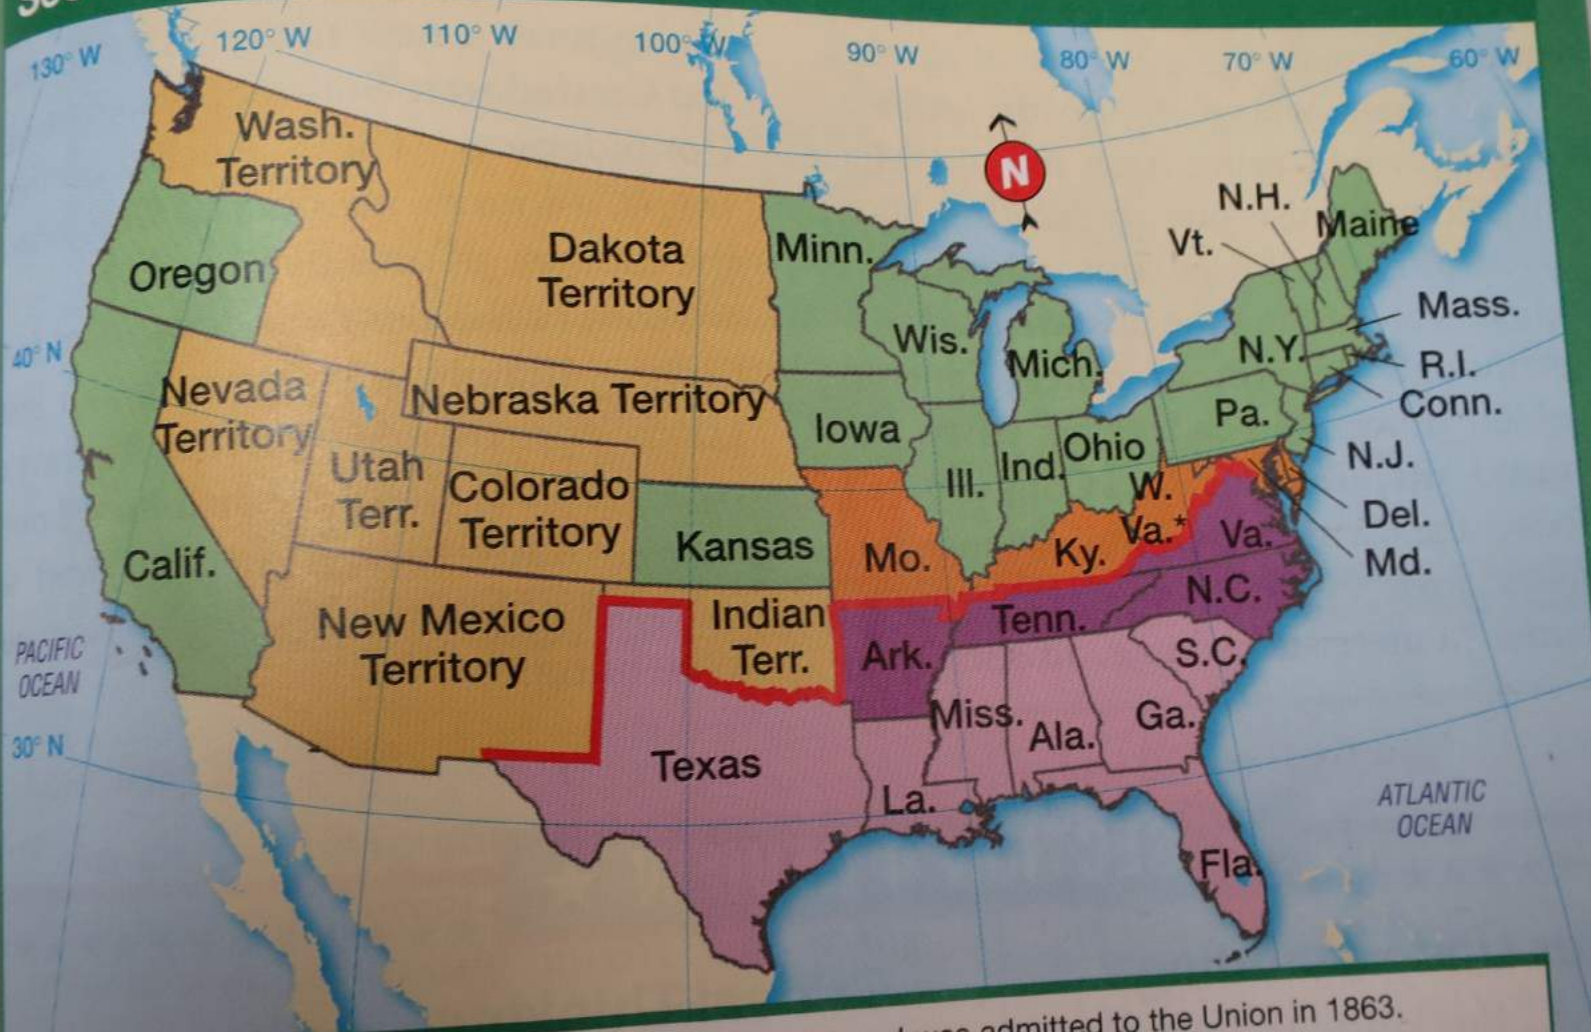 130° W
120° W
110° W
100° W
90° W
80° W
70° W
60° W
N
Wash.
Territory
Oregon
Dakota
Territory
Minn.
N.H.
Maine
Vt.
Mass.
Wis.
Mich.
N.Y.
R.I.
Conn.
40° N
Nevada
Territory
Nebraska Territory
Iowa
Pa.
N.J.
Utah
Terr.
Colorado
Territory
Ill.
Ind.
Ohio
W.
Va.*
Del.
Md.
Calif.
Kansas
Mo.
Ky.
Va.
PACIFIC
OCEAN
New Mexico
Territory
Indian
Terr.
Ark.
Tenn.
N.C.
S.C.
30° N
Texas
Miss.
Ala.
Ga.
La.
Fla.
ATLANTIC
OCEAN
admitted to the Union in 1863.